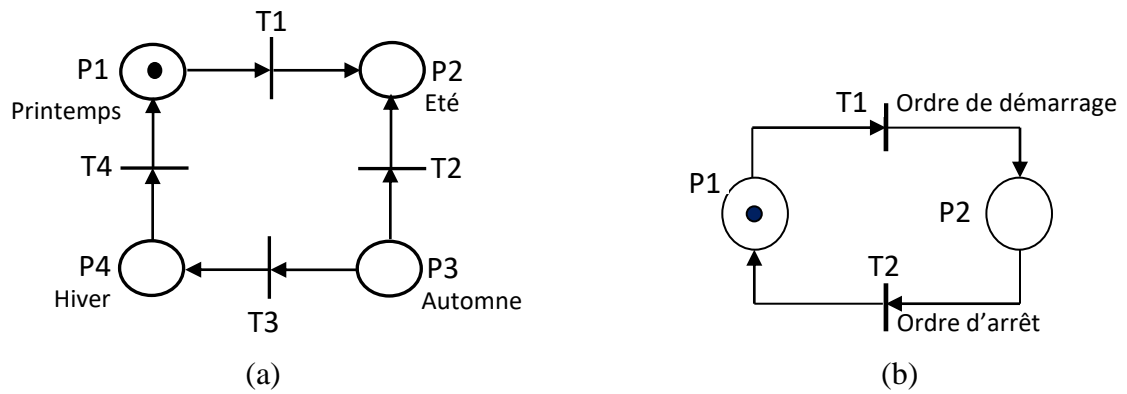 T1
P1
P2
Printemps
Eté
T4
T2
P4
P3
Hiver
Automne
T3
(a)
T1 Ordre de démarrage
P1
P2
T2
Ordre d’arrêt
(b)